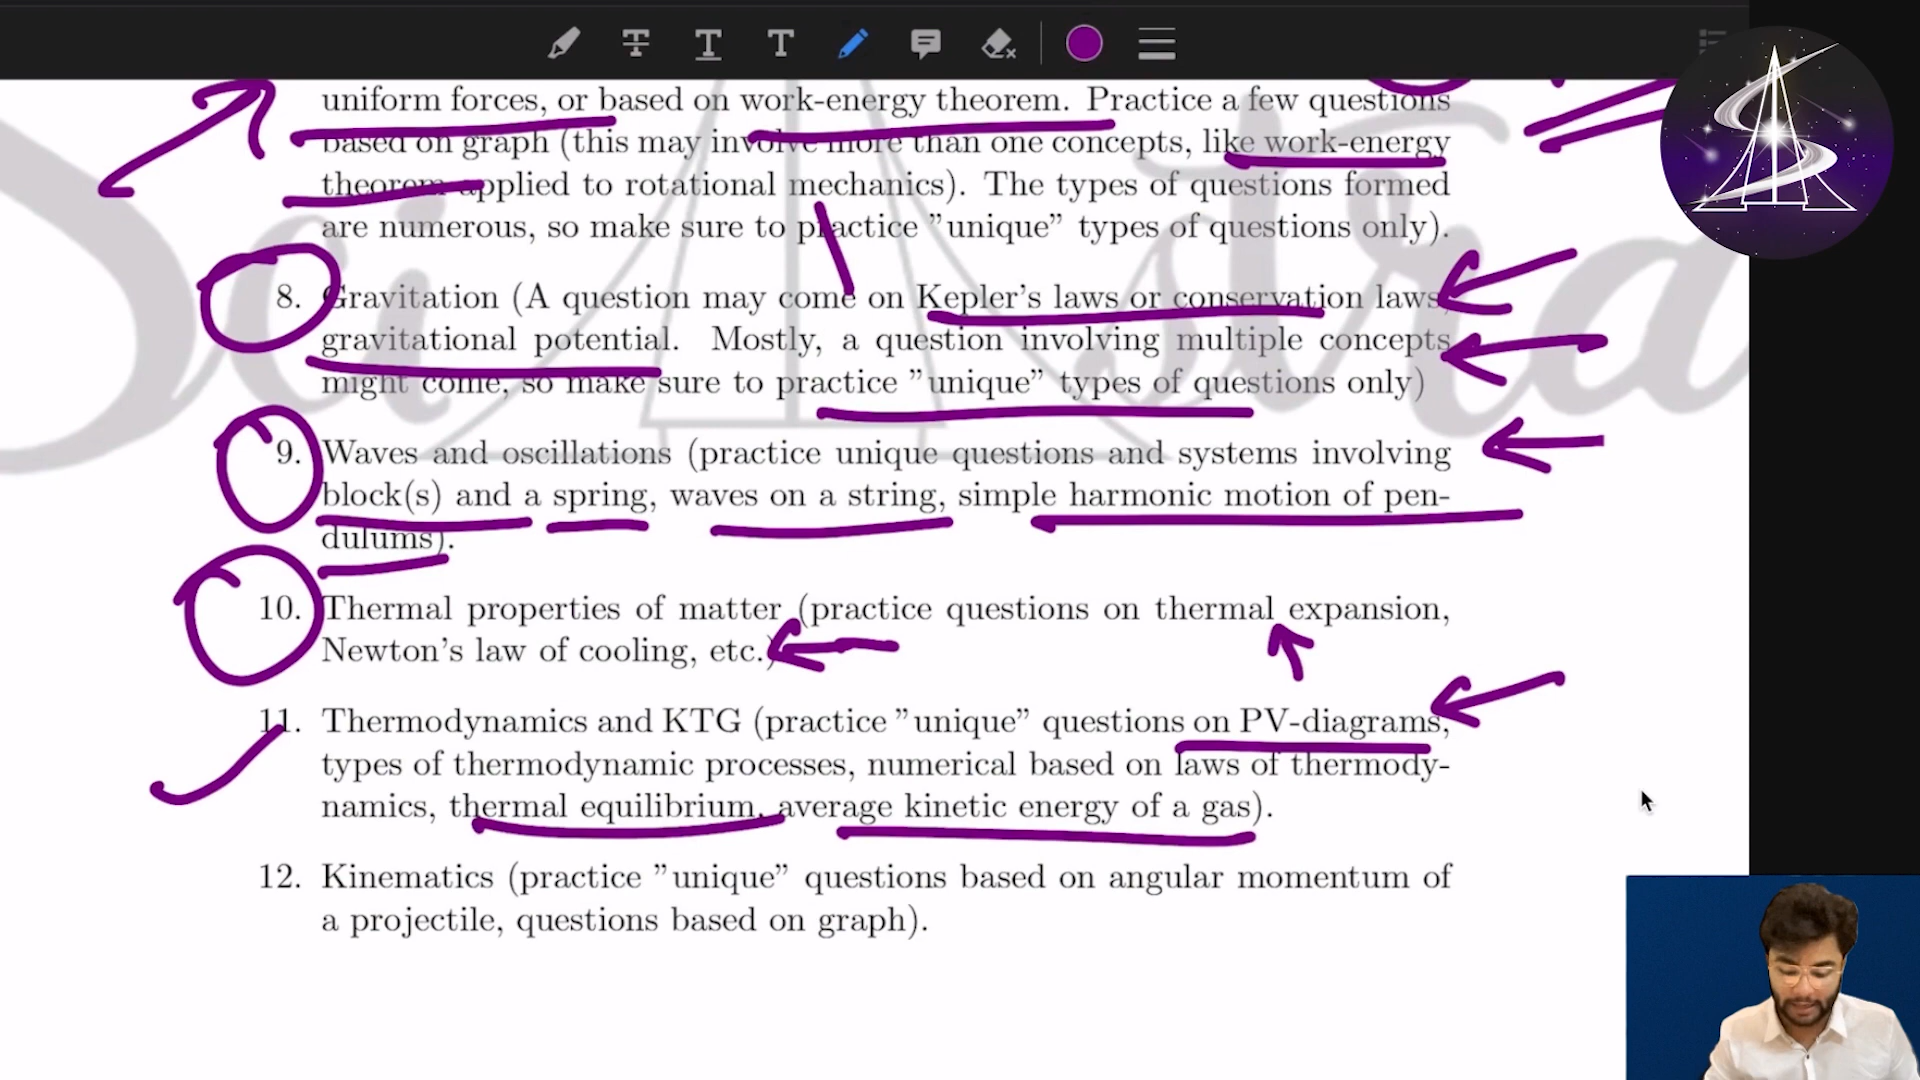 T T T
uniform forces, or based on work-energy theorem. Practice a few questions
based on graph (this may involve more than one concepts, like work-energy
theorem applied to rotational mechanics). The types of questions formed
are numerous, so make sure to practice ”unique” types of questions only).
8. Gravitation (A question may come on Kepler’s laws or conservation laws,
gravitational potential. Mostly, a question involving multiple concepts
might come, so make sure to practice ”unique” types of questions only)
9. Waves and oscillations (practice unique questions and systems involving
block(s) and a spring, waves on a string, simple harmonic motion of pen-
dulums).
10. Thermal properties of matter (practice questions on thermal expansion,
Newton’s law of cooling, etc.)
11. Thermodynamics and KTG (practice ”unique” questions on PV-diagrams,
types of thermodynamic processes, numerical based on laws of thermody-
namics, thermal equilibrium, average kinetic energy of a gas).
12. Kinematics (practice ”unique” questions based on angular momentum of
a projectile, questions based on graph).